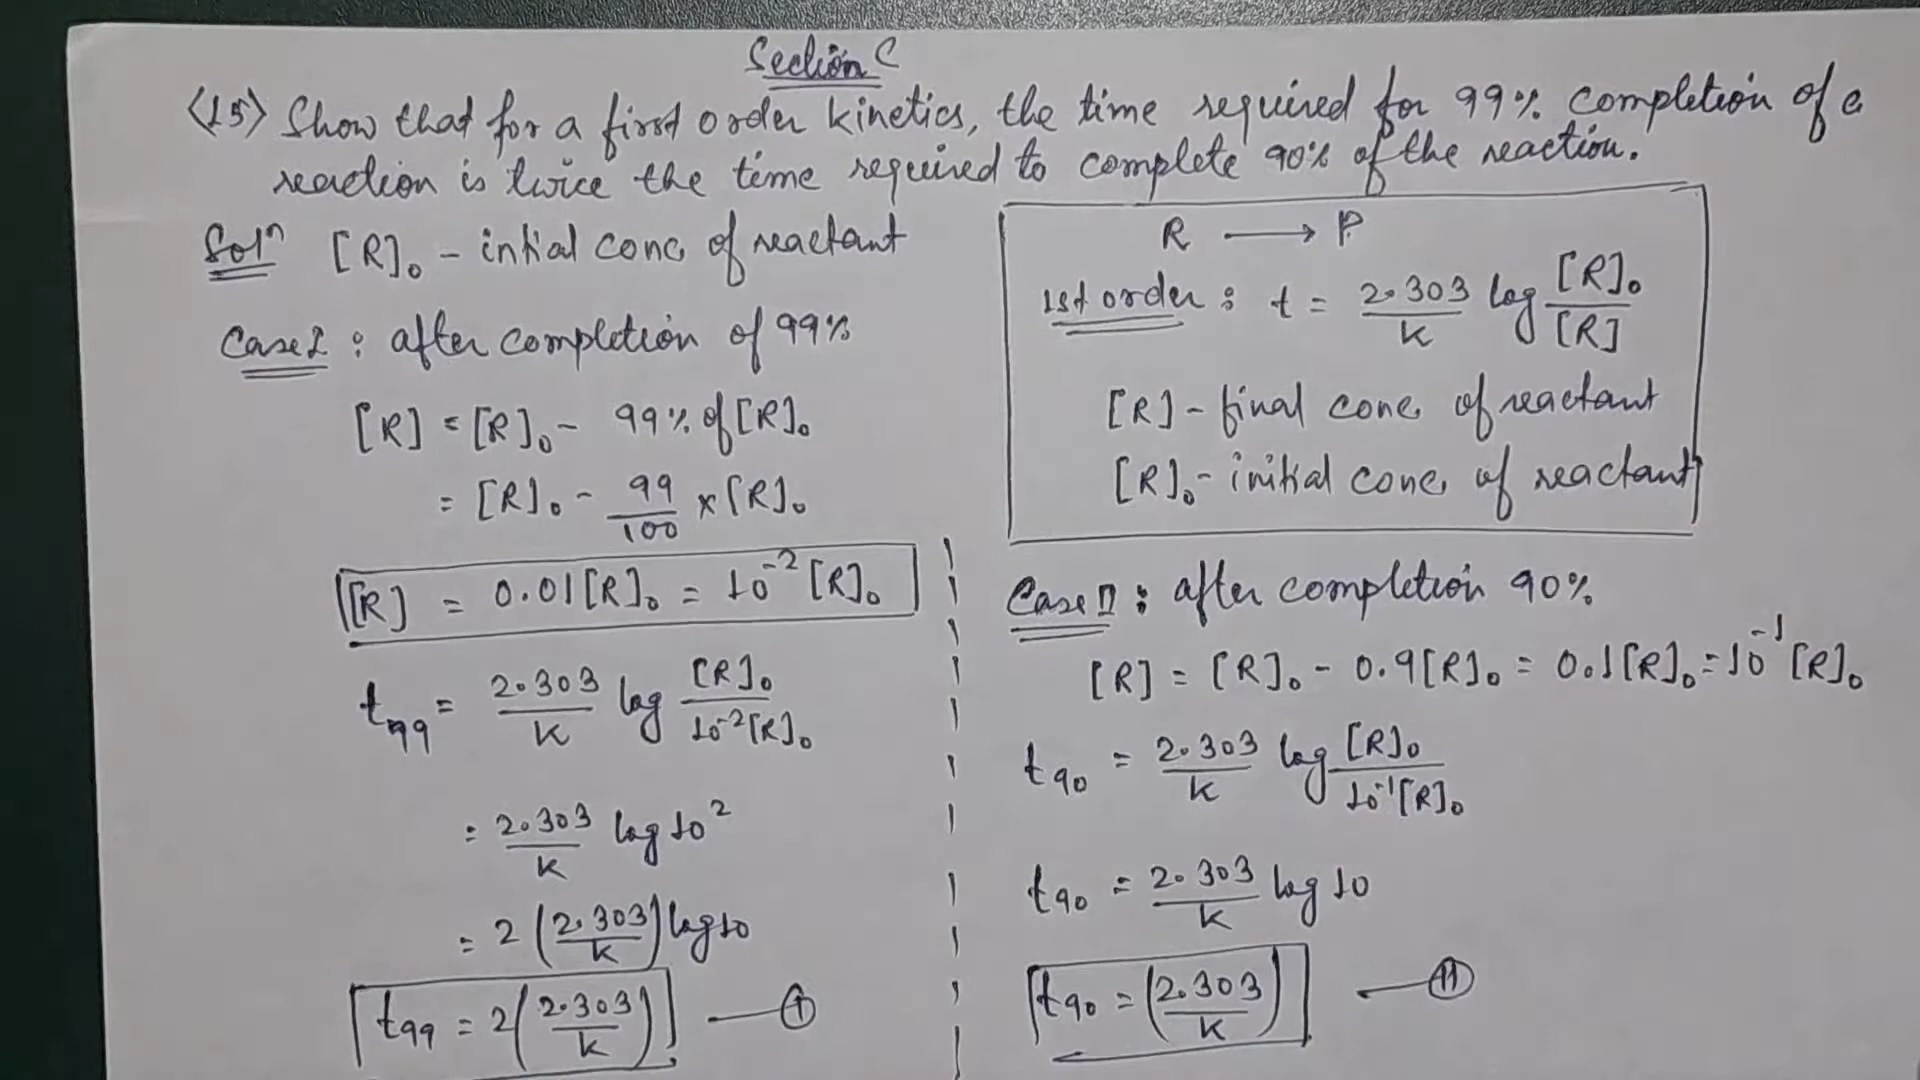 Section C
<15> Show that for a first order kinetics, the time required for 99% completion of a
reaction is twice the time required to complete 90% of the reaction.
Solⁿ [R]₀ - intial conc of reactant
Case I : after completion of 99%
[R] = [R]₀ - 99% of [R]₀
= [R]₀ - 99/100 × [R]₀
[R] = 0.01[R]₀ = 10⁻² [R]₀
t₉₉ = 2.303/k log [R]₀/10⁻²[R]₀
= 2.303/k log 10²
= 2 (2.303/k) log 10
t₉₉ = 2(2.303/k) — (I)
R → P
1st order : t = 2.303/k log [R]₀/[R]
[R] - final conc of reactant
[R]₀ - initial conc of reactant
Case II : after completion 90%
[R] = [R]₀ - 0.9[R]₀ = 0.1[R]₀ = 10⁻¹ [R]₀
t₉₀ = 2.303/k log [R]₀/10⁻¹[R]₀
t₉₀ = 2.303/k log 10
t₉₀ = (2.303/k) — (II)